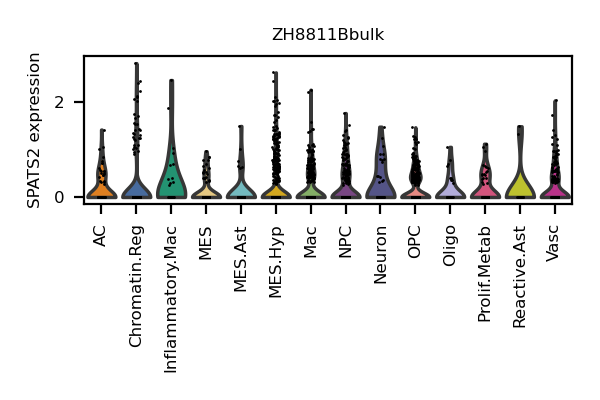 ZH8811Bbulk
SPATS2 expression
2
0
AC
Chromatin.Reg
Inflammatory.Mac
MES
MES.Ast
MES.Hyp
Mac
NPC
Neuron
OPC
Oligo
Prolif.Metab
Reactive.Ast
Vasc